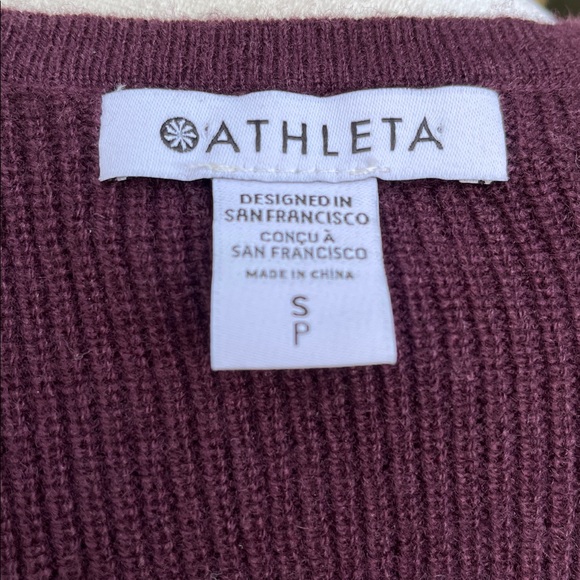 ATHLETA
DESIGNED IN
SAN FRANCISCO
CONÇU À
SAN FRANCISCO
MADE IN CHINA
S
P